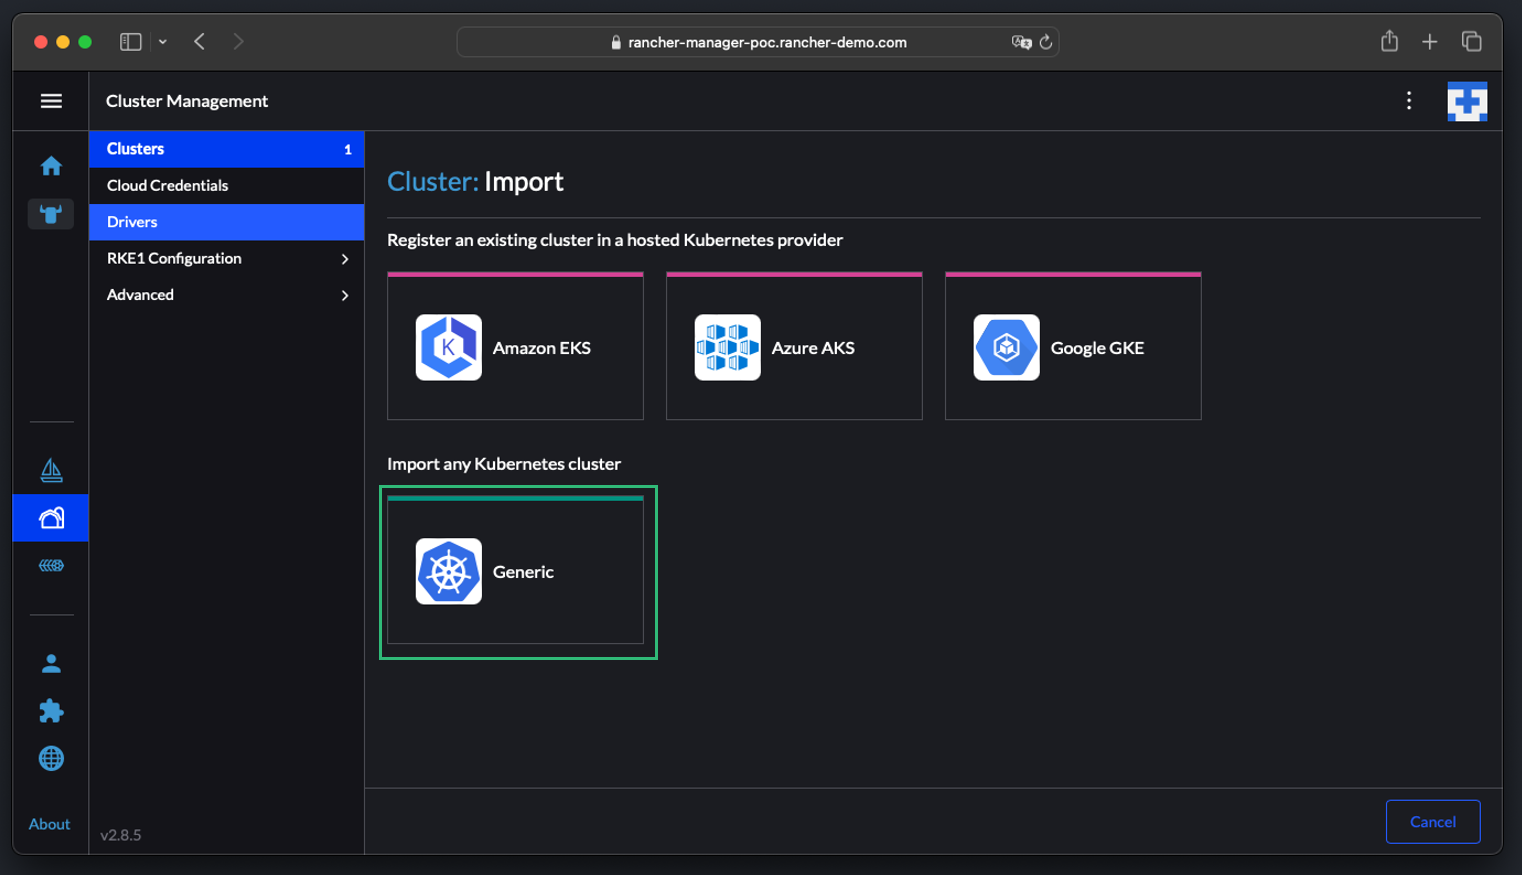 rancher-manager-poc.rancher-demo.com
Cluster Management
Clusters 1
Cloud Credentials
Drivers
RKE1 Configuration
Advanced
About
v2.8.5
Cluster: Import
Register an existing cluster in a hosted Kubernetes provider
K Amazon EKS
Azure AKS
Google GKE
Import any Kubernetes cluster
Generic
Cancel